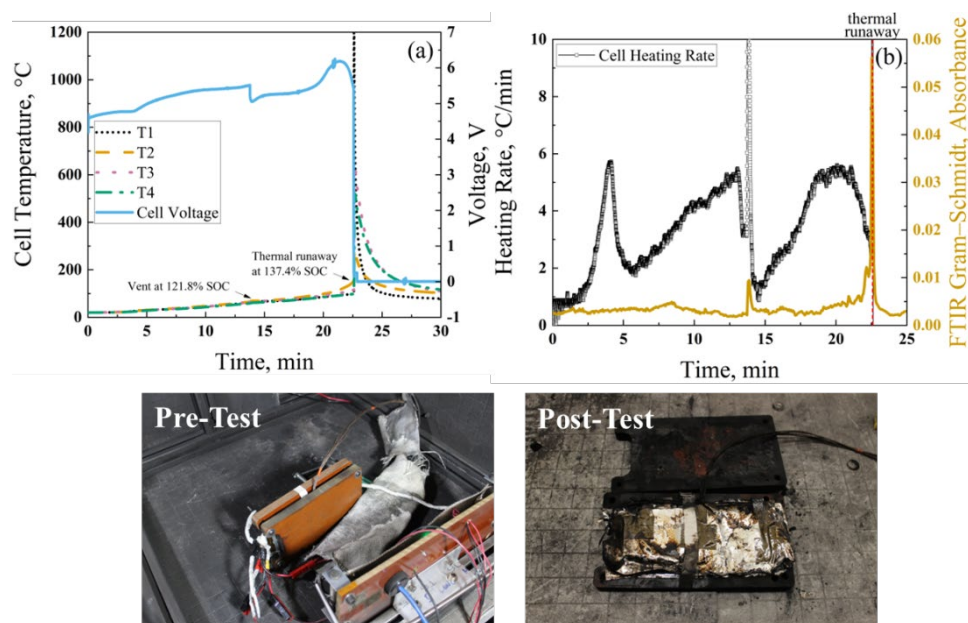 (a)
Cell Temperature, °C
1200
1000
800
600
400
200
0
T1
T2
T3
T4
Cell Voltage
Vent at 121.8% SOC
Thermal runaway
at 137.4% SOC
7
6
5
4
3
2
1
0
-1
Voltage, V
0 5 10 15 20 25 30
Time, min
thermal
runaway
(b)
Cell Heating Rate
Heating Rate, °C/min
10
8
6
4
2
0
0.06
0.05
0.04
0.03
0.02
0.01
0.00
FTIR Gram–Schmidt, Absorbance
0 5 10 15 20 25
Time, min
Pre-Test
Post-Test